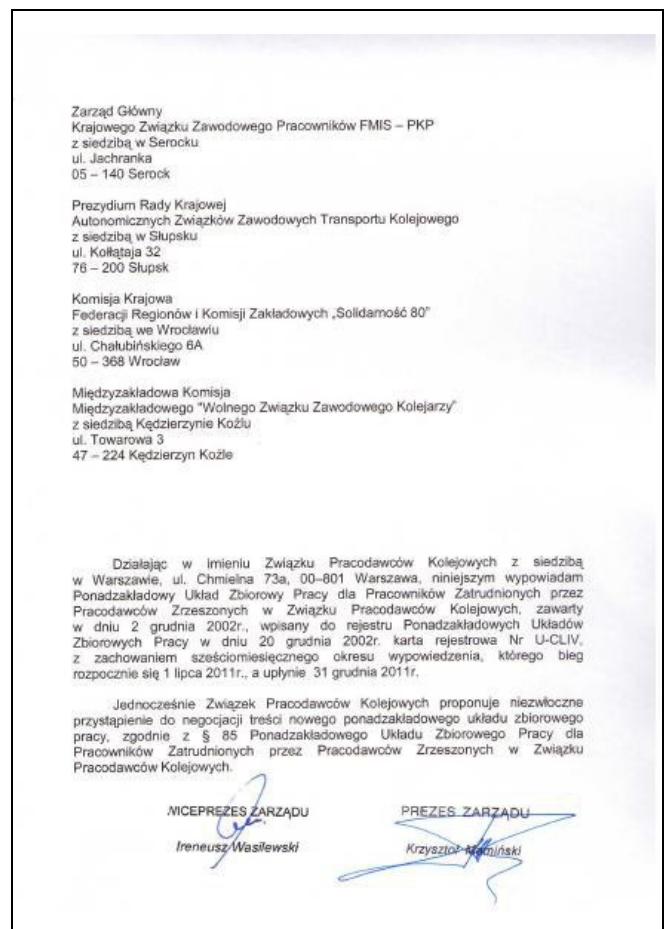 Zarząd Główny
Krajowego Związku Zawodowego Pracowników FMIS – PKP
z siedzibą w Serocku
ul. Jachranka
05 – 140 Serock
Prezydium Rady Krajowej
Autonomicznych Związków Zawodowych Transportu Kolejowego
z siedzibą w Słupsku
ul. Kołłątaja 32
76 – 200 Słupsk
Komisja Krajowa
Federacji Regionów i Komisji Zakładowych „Solidarność 80”
z siedzibą we Wrocławiu
ul. Chałubińskiego 6A
50 – 368 Wrocław
Międzyzakładowa Komisja
Międzyzakładowego "Wolnego Związku Zawodowego Kolejarzy"
z siedzibą Kędzierzynie Koźlu
ul. Towarowa 3
47 – 224 Kędzierzyn Koźle
Działając w imieniu Związku Pracodawców Kolejowych z siedzibą
w Warszawie, ul. Chmielna 73a, 00–801 Warszawa, niniejszym wypowiadam
Ponadzakładowy Układ Zbiorowy Pracy dla Pracowników Zatrudnionych przez
Pracodawców Zrzeszonych w Związku Pracodawców Kolejowych, zawarty
w dniu 2 grudnia 2002r., wpisany do rejestru Ponadzakładowych Układów
Zbiorowych Pracy w dniu 20 grudnia 2002r. karta rejestrowa Nr U-CLIV,
z zachowaniem sześciomiesięcznego okresu wypowiedzenia, którego bieg
rozpocznie się 1 lipca 2011r., a upłynie 31 grudnia 2011r.
Jednocześnie Związek Pracodawców Kolejowych proponuje niezwłoczne
przystąpienie do negocjacji treści nowego ponadzakładowego układu zbiorowego
pracy, zgodnie z § 85 Ponadzakładowego Układu Zbiorowego Pracy dla
Pracowników Zatrudnionych przez Pracodawców Zrzeszonych w Związku
Pracodawców Kolejowych.
WICEPREZES ZARZĄDU PREZES ZARZĄDU
Ireneusz Wasilewski Krzysztof Mamiński